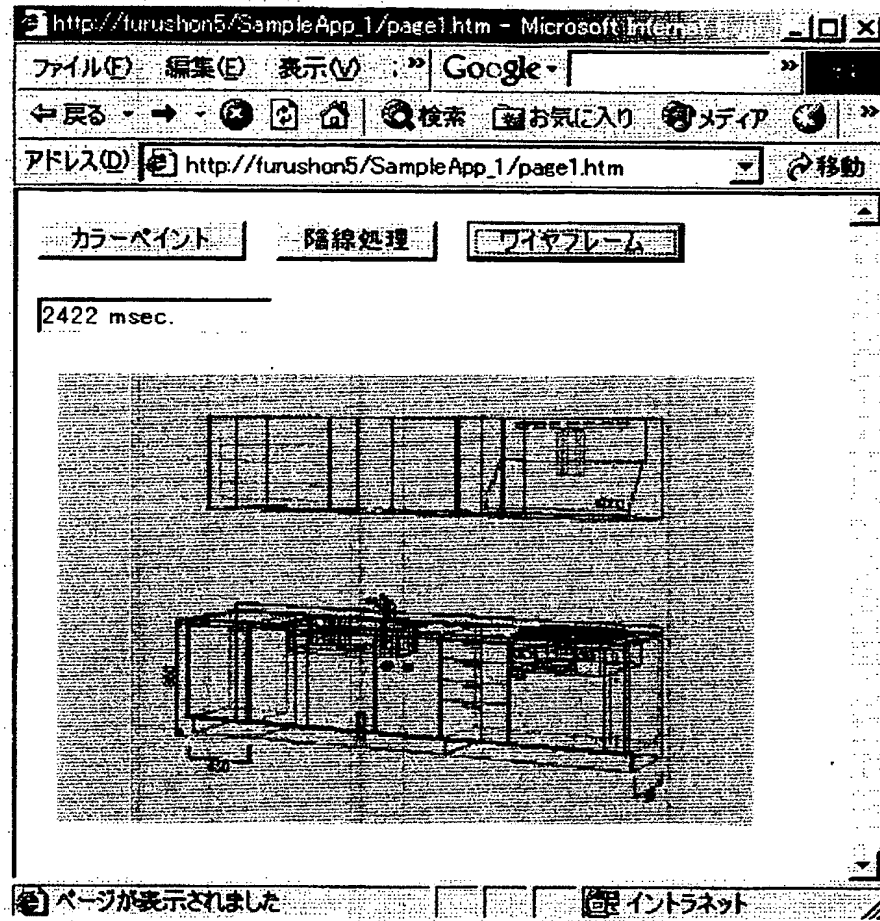 http://furushon5/SampleApp_1/page1.htm - Microsoft
ファイル(F) 編集(E) 表示(V) » Google »
戻る 検索 お気に入り メディア »
アドレス(D) http://furushon5/SampleApp_1/page1.htm 移動
カラーペイント 陰線処理 ワイヤフレーム
2422 msec.
ページが表示されました イントラネット